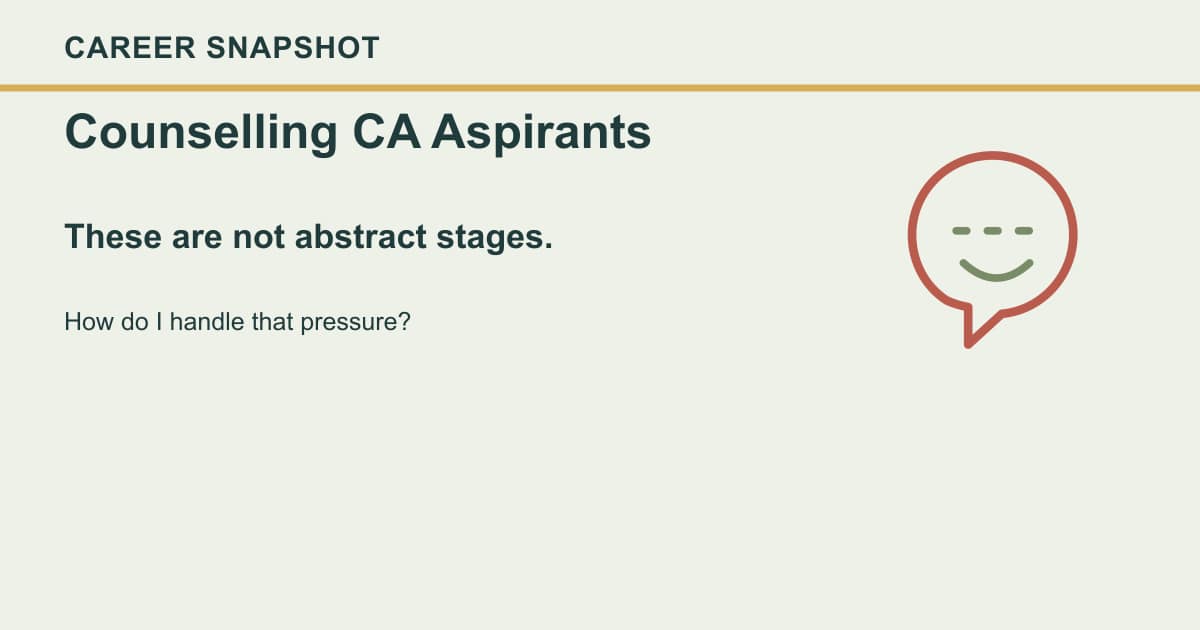 CAREER SNAPSHOT
Counselling CA Aspirants
These are not abstract stages.
How do I handle that pressure?